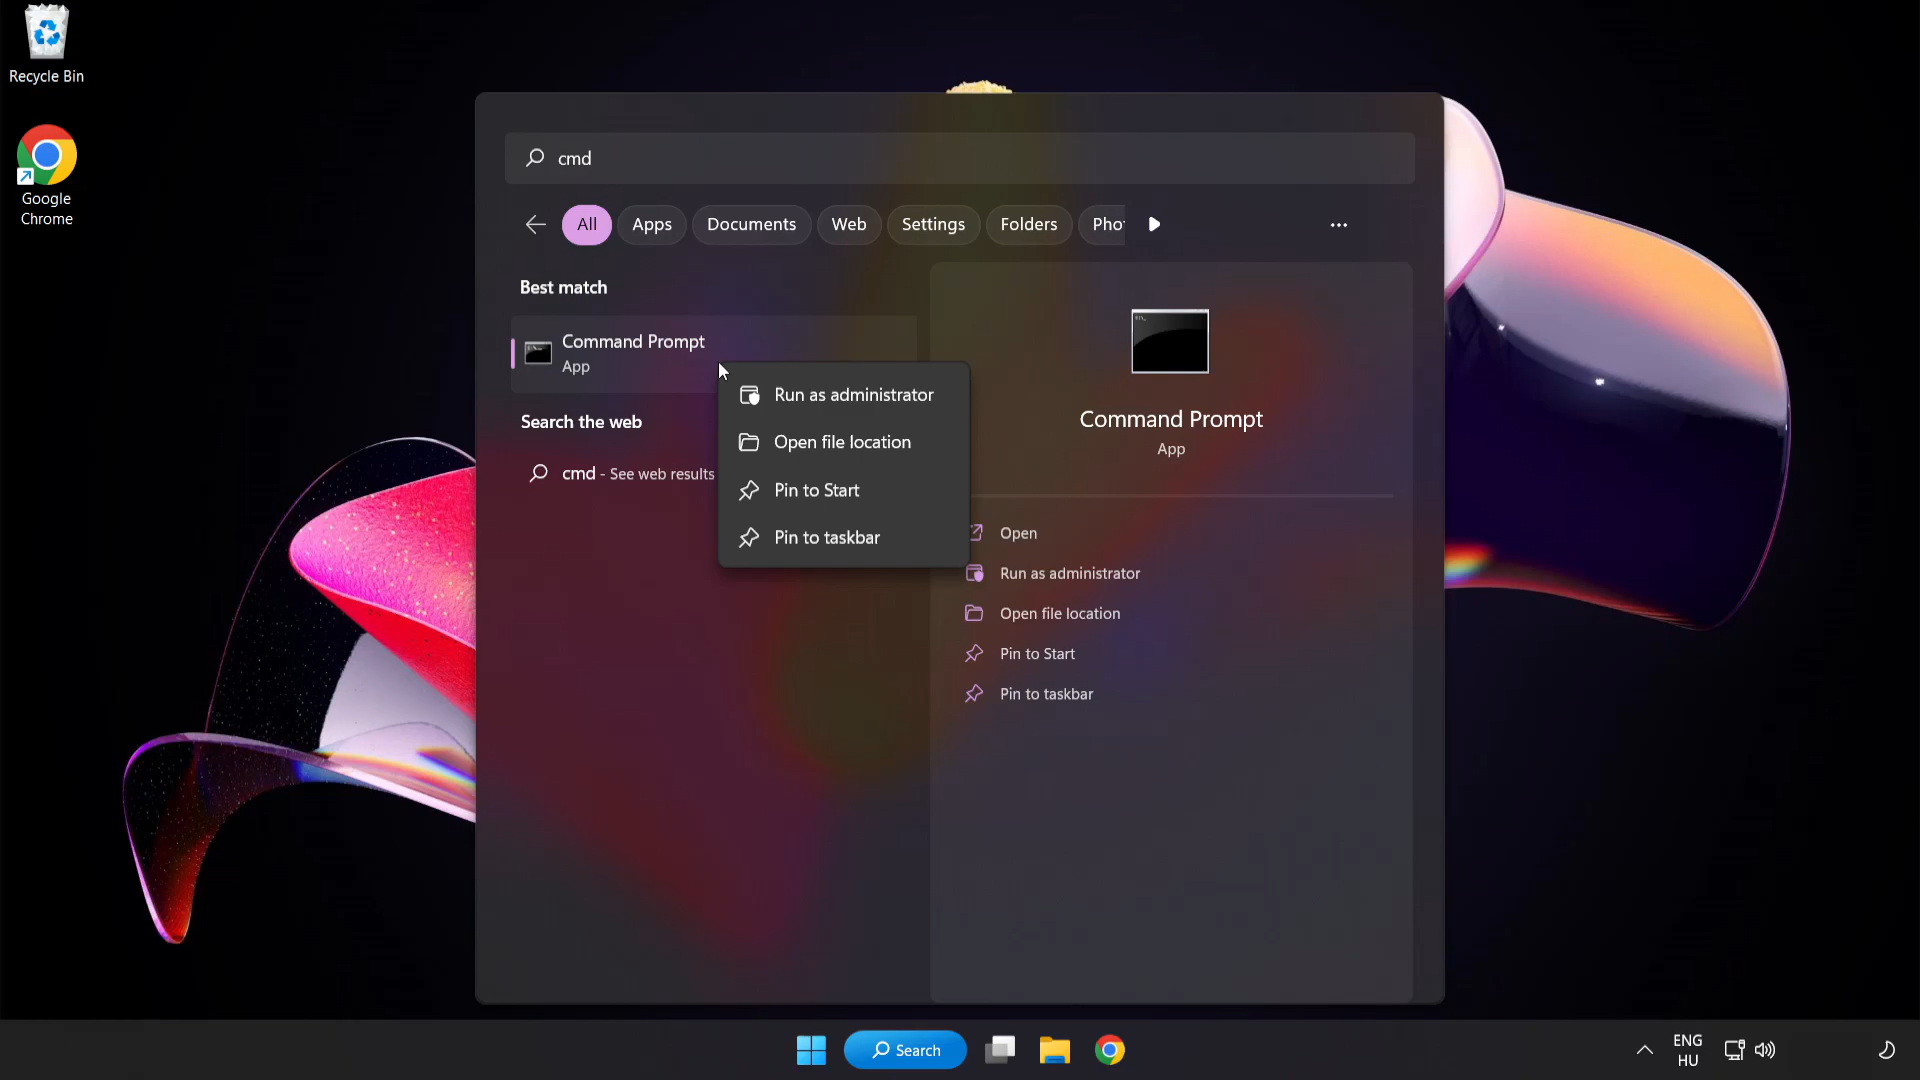 Recycle Bin
Google
Chrome
cmd
All
Apps
Documents
Web
Settings
Folders
Best match
Command Prompt
App
Search the web
cmd - See web results
Run as administrator
Open file location
Pin to Start
Pin to taskbar
Command Prompt
App
Open
Run as administrator
Open file location
Pin to Start
Pin to taskbar
Search
ENG
HU